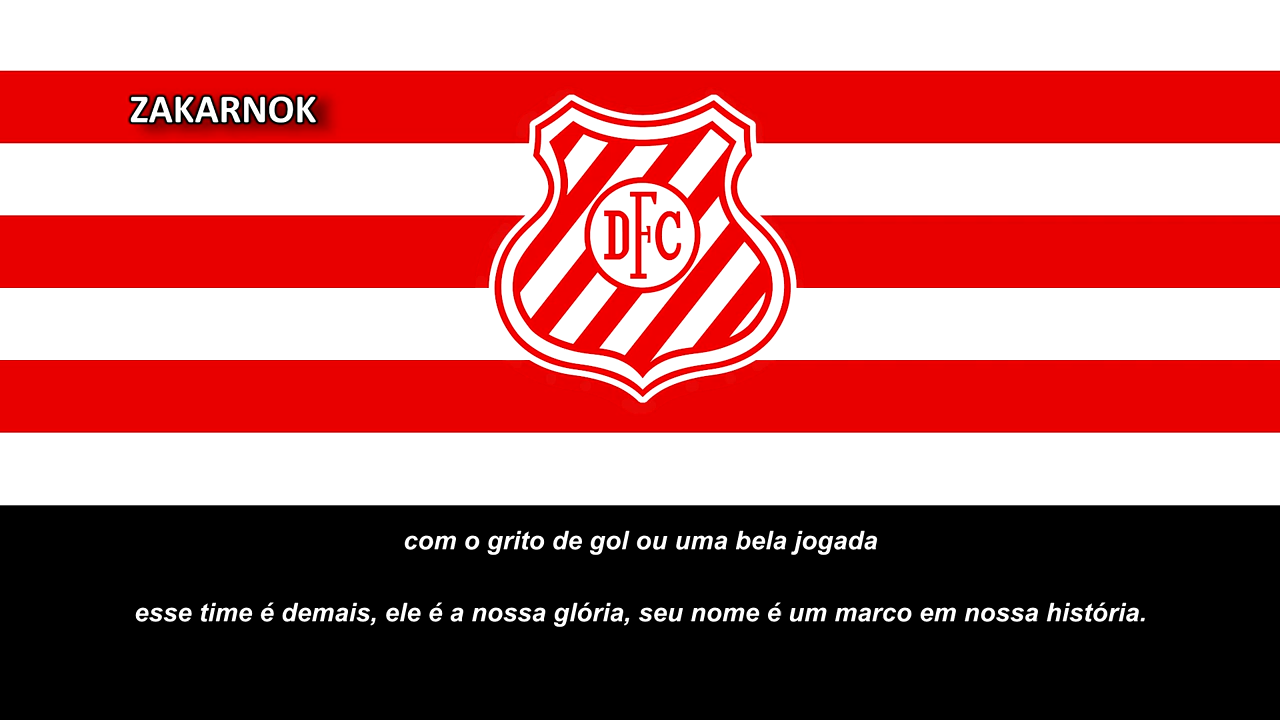 ZAKARNOK
DFC
com o grito de gol ou uma bela jogada
esse time é demais, ele é a nossa glória, seu nome é um marco em nossa história.